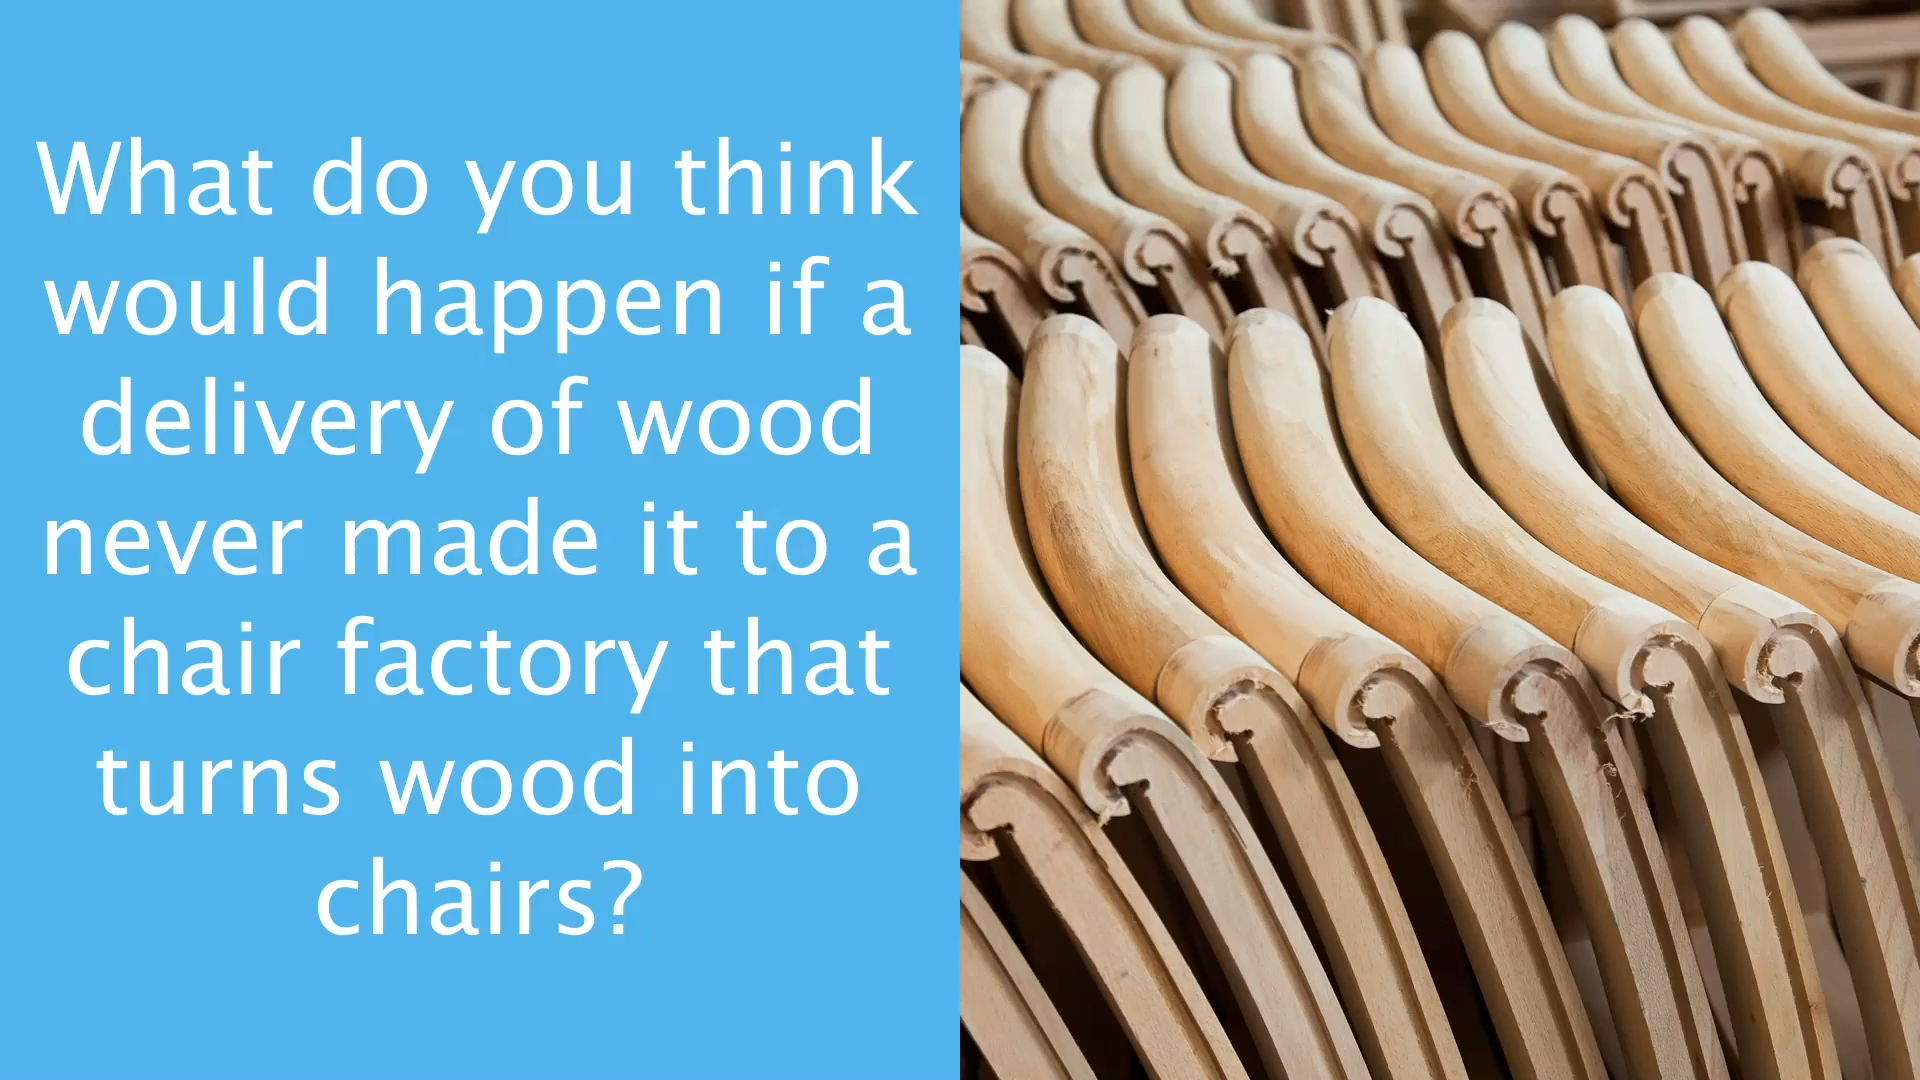 What do you think
would happen if a
delivery of wood
never made it to a
chair factory that
turns wood into
chairs?